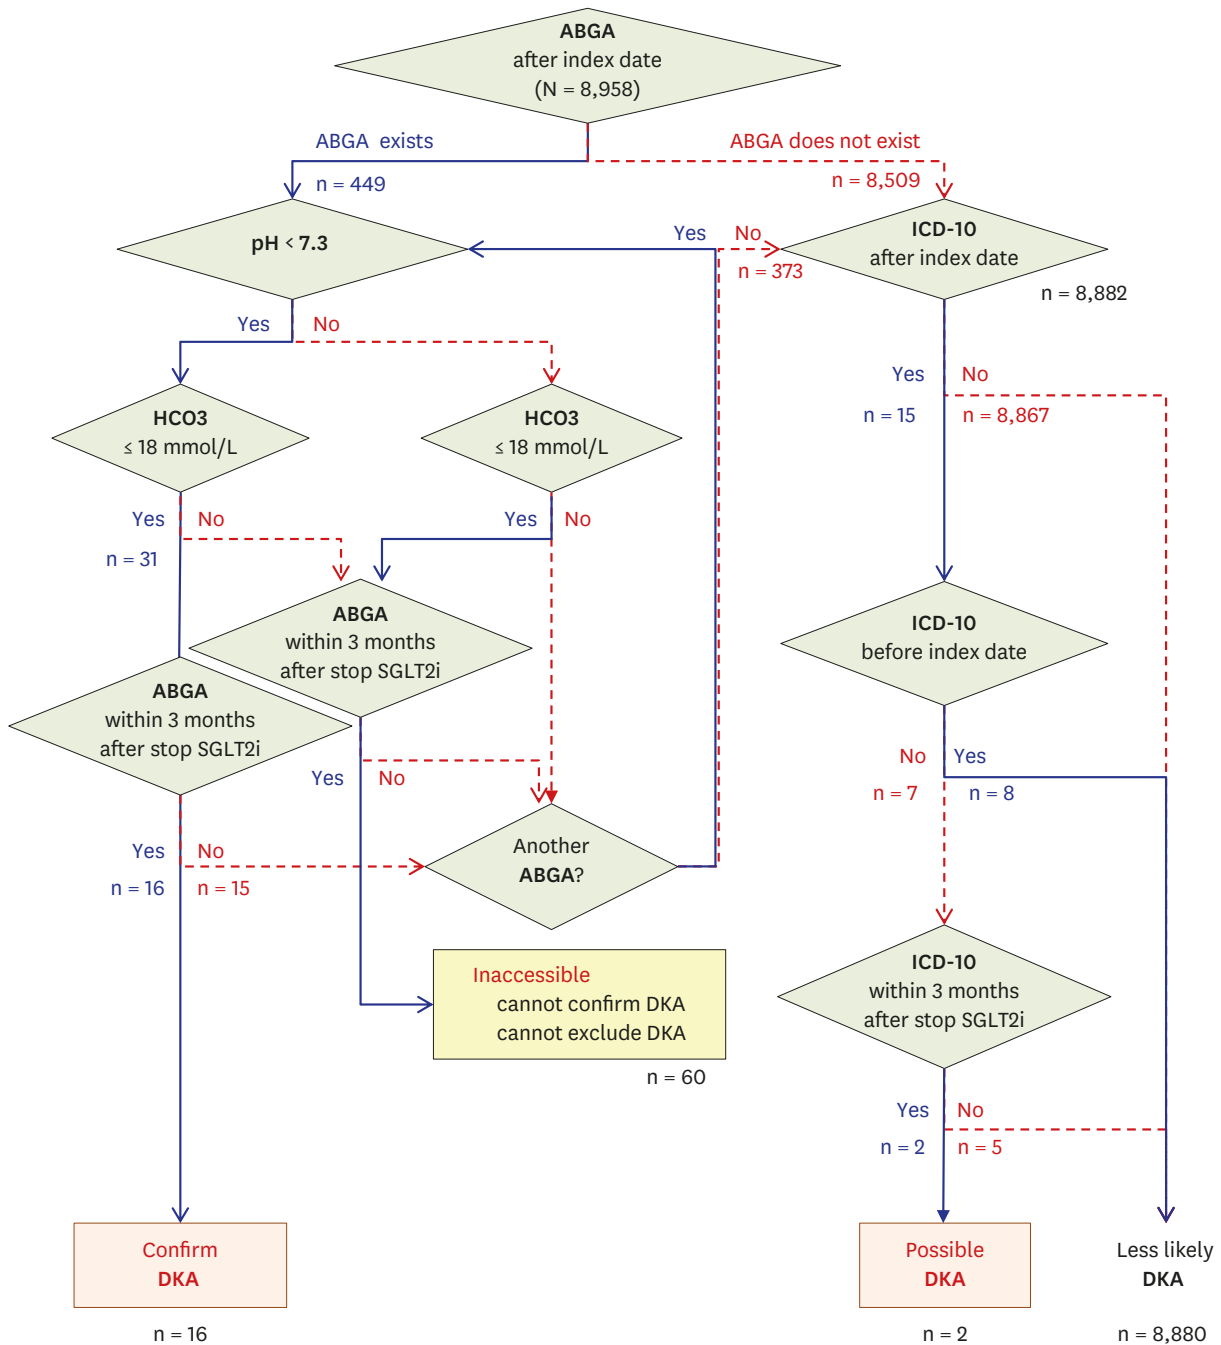 ABGA
after index date
(N = 8,958)
ABGA exists
ABGA does not exist
n = 449
n = 8,509
pH < 7.3
Yes
No
n = 373
ICD-10
after index date
n = 8,882
Yes
No
HCO3
≤ 18 mmol/L
HCO3
≤ 18 mmol/L
Yes
No
n = 15
n = 8,867
Yes
No
n = 31
Yes
No
ABGA
within 3 months
after stop SGLT2i
ICD-10
before index date
ABGA
within 3 months
after stop SGLT2i
Yes
No
No
Yes
n = 7
n = 8
Another
ABGA?
Yes
No
n = 16
n = 15
Inaccessible
cannot confirm DKA
cannot exclude DKA
n = 60
ICD-10
within 3 months
after stop SGLT2i
Yes
No
n = 2
n = 5
Confirm
DKA
n = 16
Possible
DKA
n = 2
Less likely
DKA
n = 8,880